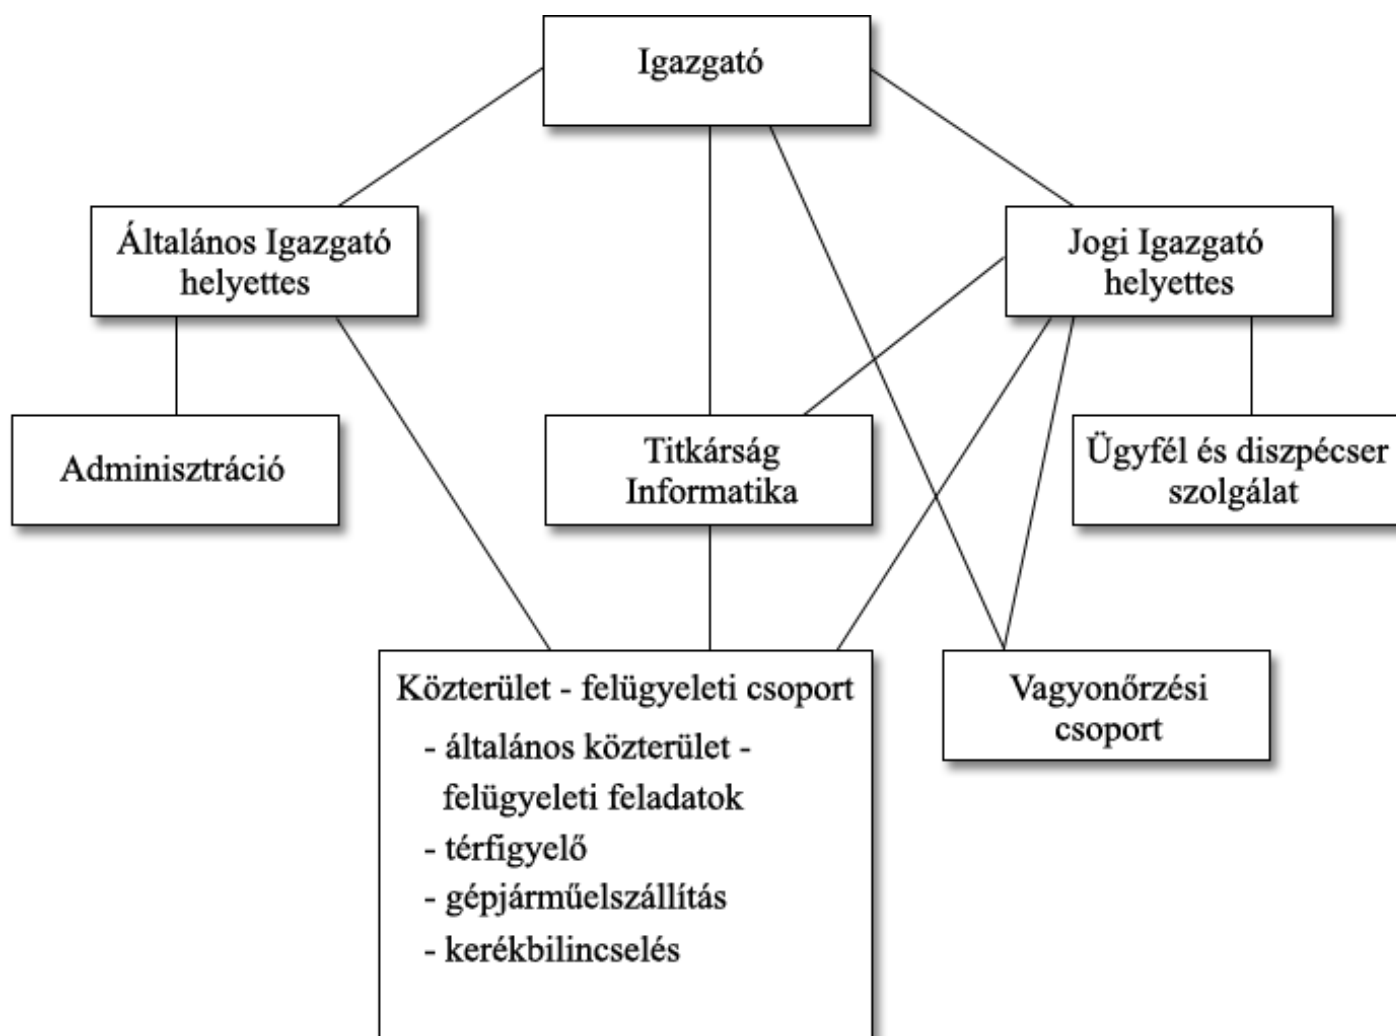 Igazgató
Általános Igazgató
helyettes
Jogi Igazgató
helyettes
Adminisztráció
Titkárság
Informatika
Ügyfél és diszpécser
szolgálat
Közterület - felügyeleti csoport
- általános közterület -
felügyeleti feladatok
- térfigyelő
- gépjárműelszállítás
- kerékbilincselés
Vagyonőrzési
csoport